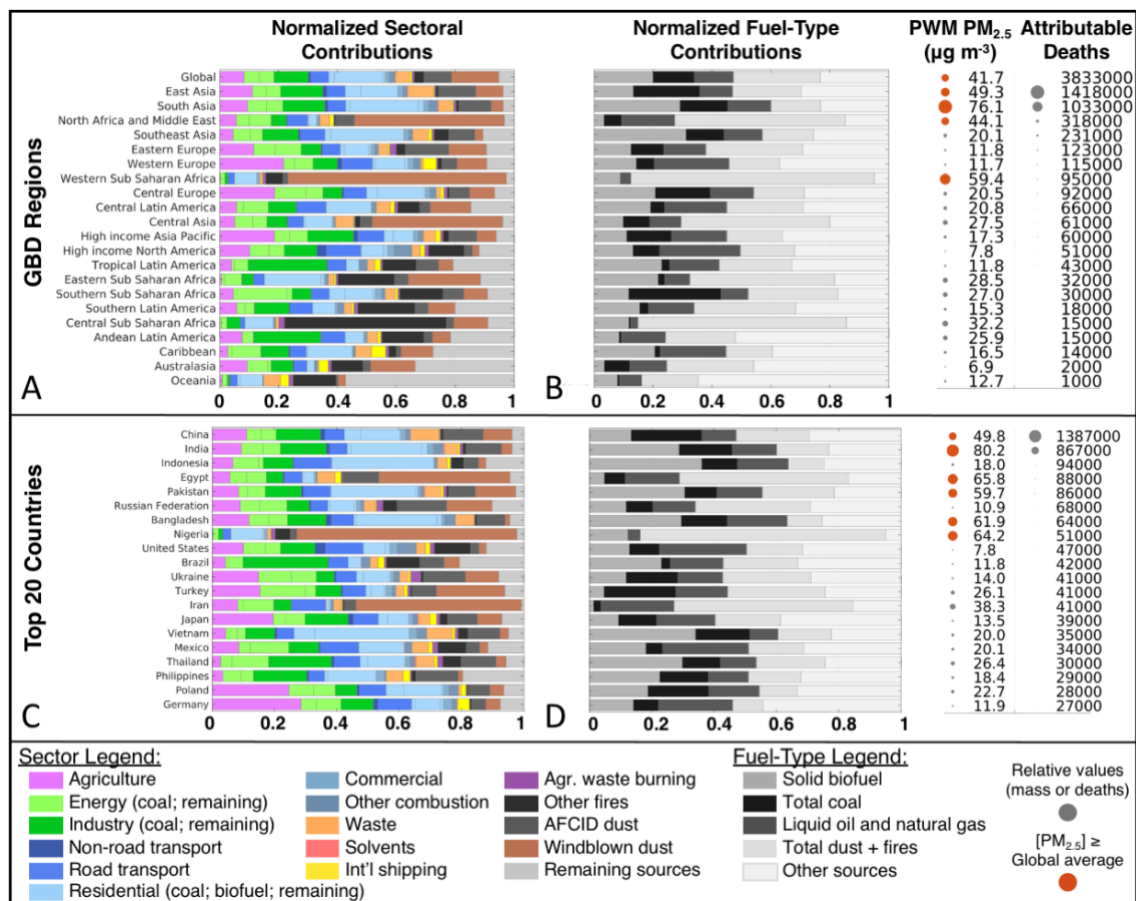 Normalized Sectoral Contributions
Normalized Fuel-Type Contributions
PWM PM2.5 (µg m-3)
Attributable Deaths
GBD Regions
Global 41.7 3833000
East Asia 49.3 1418000
South Asia 76.1 1033000
North Africa and Middle East 44.1 318000
Southeast Asia 20.1 231000
Eastern Europe 11.8 123000
Western Europe 11.7 115000
Western Sub Saharan Africa 59.4 95000
Central Europe 20.5 92000
Central Latin America 20.8 66000
Central Asia 27.5 61000
High income Asia Pacific 17.3 60000
High income North America 7.8 51000
Tropical Latin America 11.8 43000
Eastern Sub Saharan Africa 28.5 32000
Southern Sub Saharan Africa 27.0 30000
Southern Latin America 15.3 18000
Central Sub Saharan Africa 32.2 15000
Andean Latin America 25.9 15000
Caribbean 16.5 14000
Australasia 6.9 2000
Oceania 12.7 1000
A
B
0 0.2 0.4 0.6 0.8 1
0 0.2 0.4 0.6 0.8 1
Top 20 Countries
China 49.8 1387000
India 80.2 867000
Indonesia 18.0 94000
Egypt 65.8 88000
Pakistan 59.7 86000
Russian Federation 10.9 68000
Bangladesh 61.9 64000
Nigeria 64.2 51000
United States 7.8 47000
Brazil 11.8 42000
Ukraine 14.0 41000
Turkey 26.1 41000
Iran 38.3 41000
Japan 13.5 39000
Vietnam 20.0 35000
Mexico 20.1 34000
Thailand 26.4 30000
Philippines 18.4 29000
Poland 22.7 28000
Germany 11.9 27000
C
D
0 0.2 0.4 0.6 0.8 1
0 0.2 0.4 0.6 0.8 1
Sector Legend:
Agriculture
Energy (coal; remaining)
Industry (coal; remaining)
Non-road transport
Road transport
Residential (coal; biofuel; remaining)
Commercial
Other combustion
Waste
Solvents
Int'l shipping
Agr. waste burning
Other fires
AFCID dust
Windblown dust
Remaining sources
Fuel-Type Legend:
Solid biofuel
Total coal
Liquid oil and natural gas
Total dust + fires
Other sources
Relative values
(mass or deaths)
[PM2.5] ≥
Global average